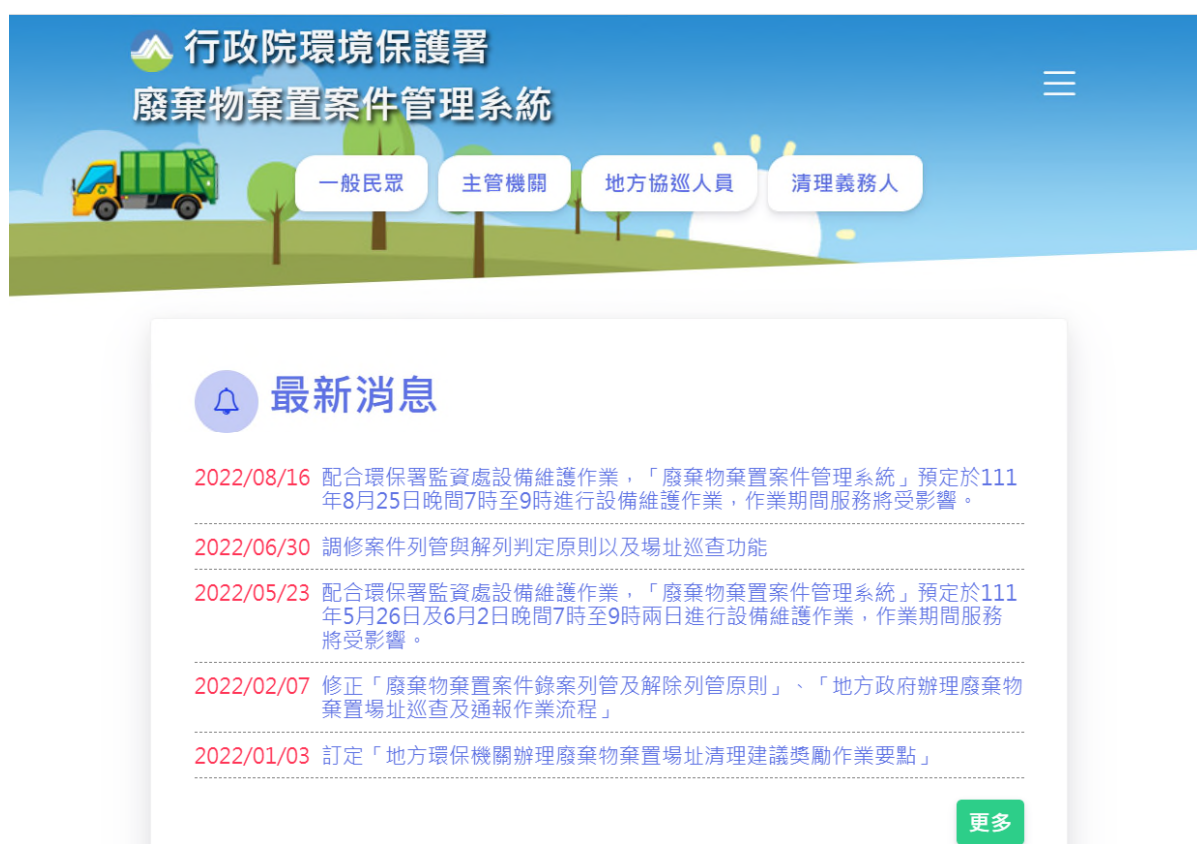 行政院環境保護署
廢棄物棄置案件管理系統
一般民眾 主管機關 地方協巡人員 清理義務人
最新消息
2022/08/16 配合環保署監資處設備維護作業，「廢棄物棄置案件管理系統」預定於111
年8月25日晚間7時至9時進行設備維護作業，作業期間服務將受影響。
2022/06/30 調修案件列管與解列判定原則以及場址巡查功能
2022/05/23 配合環保署監資處設備維護作業，「廢棄物棄置案件管理系統」預定於111
年5月26日及6月2日晚間7時至9時兩日進行設備維護作業，作業期間服務
將受影響。
2022/02/07 修正「廢棄物棄置案件錄案列管及解除列管原則」、「地方政府辦理廢棄物
棄置場址巡查及通報作業流程」
2022/01/03 訂定「地方環保機關辦理廢棄物棄置場址清理建議獎勵作業要點」
更多